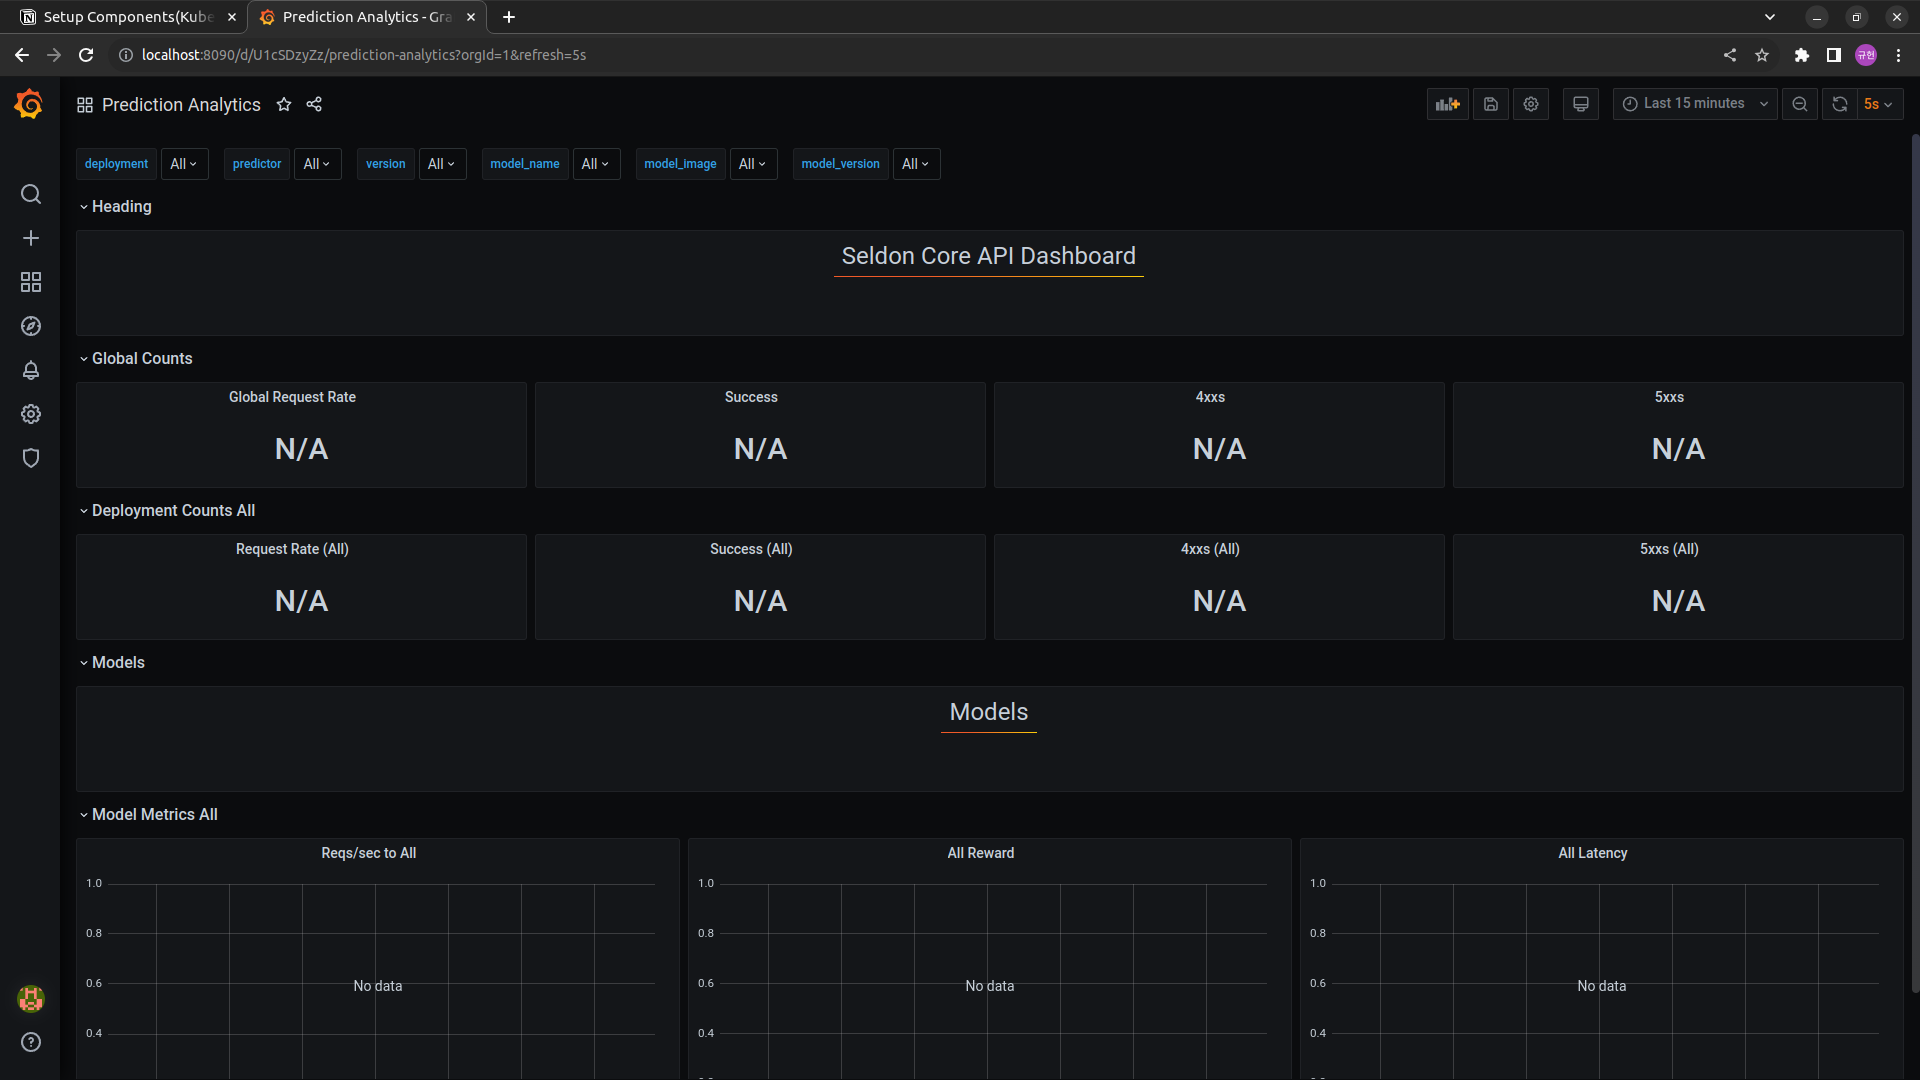 Setup Components(Kube
Prediction Analytics - Gra
localhost:8090/d/U1cSDzyZz/prediction-analytics?orgId=1&refresh=5s
규헌
Prediction Analytics
Last 15 minutes
5s
deployment All predictor All version All model_name All model_image All model_version All
Heading
Seldon Core API Dashboard
Global Counts
Global Request Rate Success 4xxs 5xxs
N/A N/A N/A N/A
Deployment Counts All
Request Rate (All) Success (All) 4xxs (All) 5xxs (All)
N/A N/A N/A N/A
Models
Models
Model Metrics All
Reqs/sec to All All Reward All Latency
1.0 1.0 1.0
0.8 0.8 0.8
0.6 No data 0.6 No data 0.6 No data
0.4 0.4 0.4